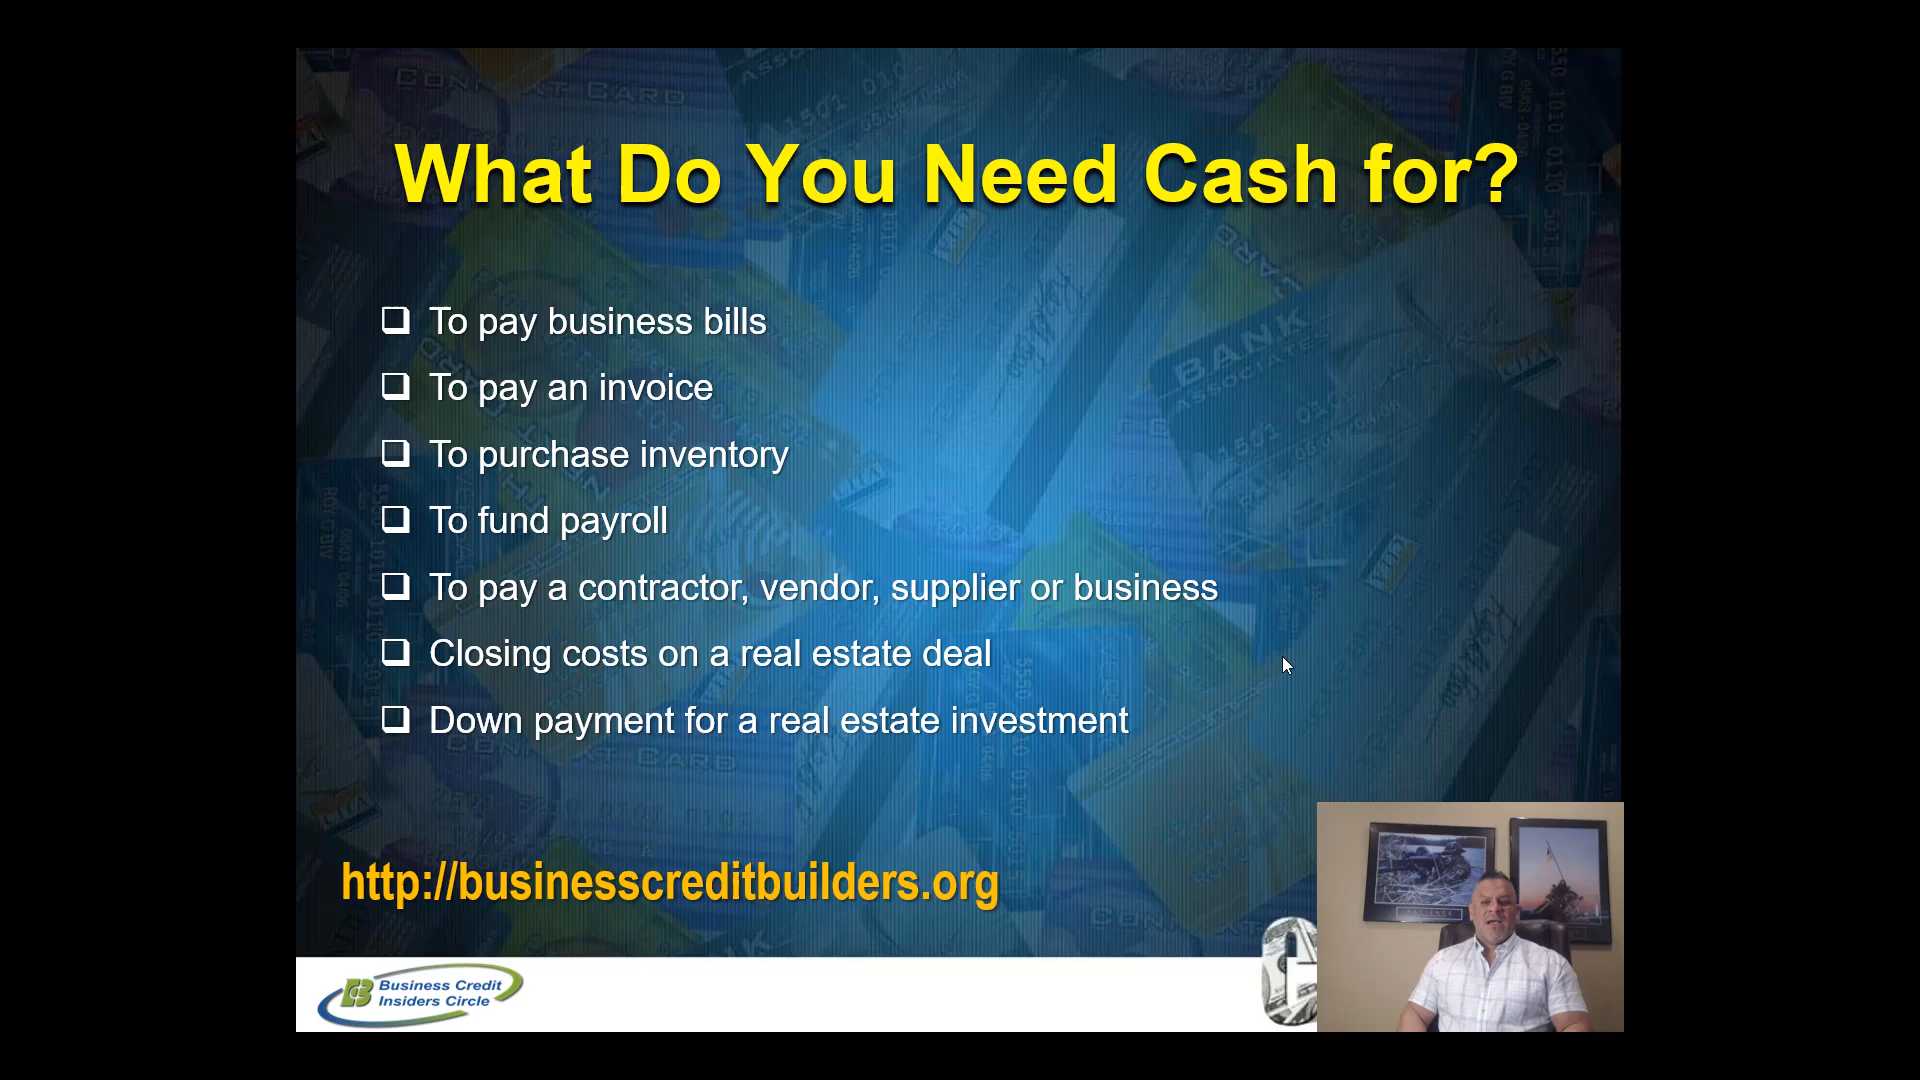 What Do You Need Cash for?
To pay business bills
To pay an invoice
To purchase inventory
To fund payroll
To pay a contractor, vendor, supplier or business
Closing costs on a real estate deal
Down payment for a real estate investment
http://businesscreditbuilders.org
Business Credit
Insiders Circle
BANK
ASSOCIATES